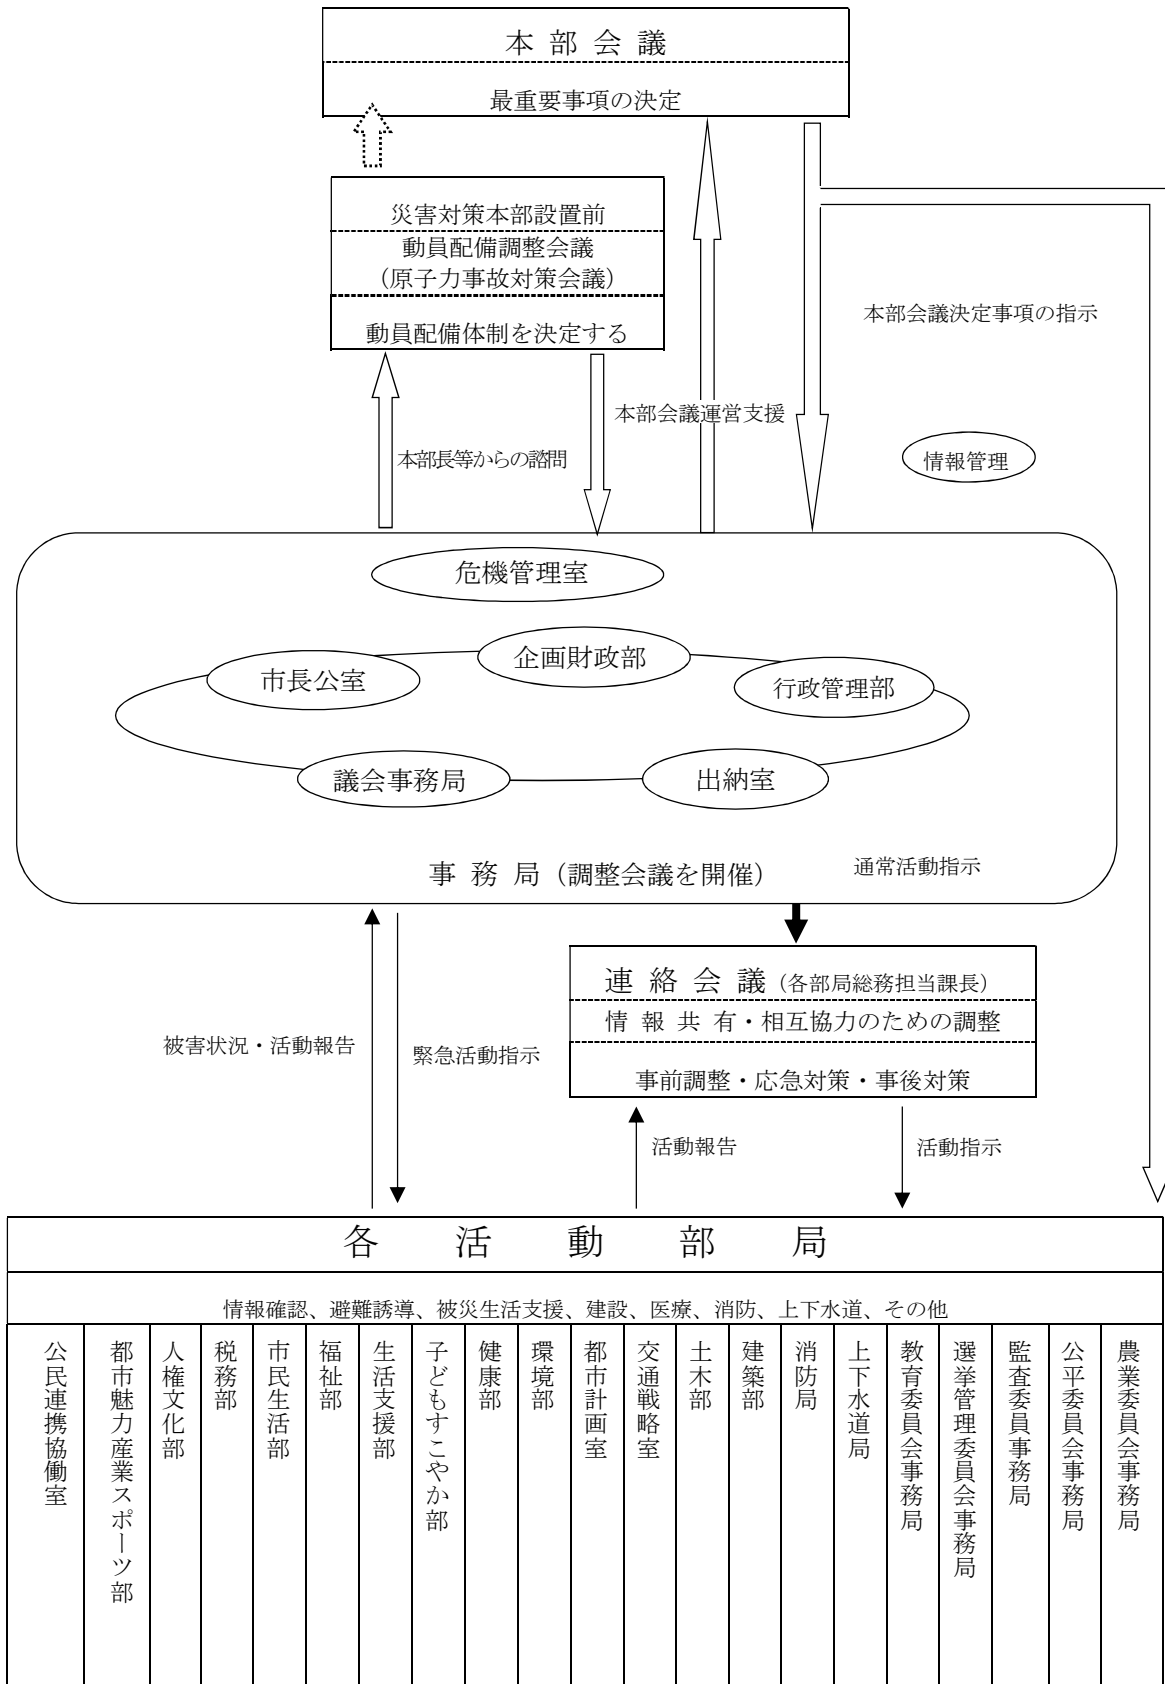 本部会議
最重要事項の決定
災害対策本部設置前
動員配備調整会議
（原子力事故対策会議）
動員配備体制を決定する
本部会議決定事項の指示
本部会議運営支援
本部長等からの諮問
情報管理
危機管理室
企画財政部
市長公室
行政管理部
議会事務局
出納室
事務局（調整会議を開催）
通常活動指示
連絡会議（各部局総務担当課長）
情報共有・相互協力のための調整
事前調整・応急対策・事後対策
被害状況・活動報告
緊急活動指示
活動報告
活動指示
各活動部局
情報確認、避難誘導、被災生活支援、建設、医療、消防、上下水道、その他
公民連携協働室
都市魅力産業スポーツ部
人権文化部
税務部
市民生活部
福祉部
生活支援部
子どもすこやか部
健康部
環境部
都市計画室
交通戦略室
土木部
建築部
消防局
上下水道局
教育委員会事務局
選挙管理委員会事務局
監査委員事務局
公平委員会事務局
農業委員会事務局